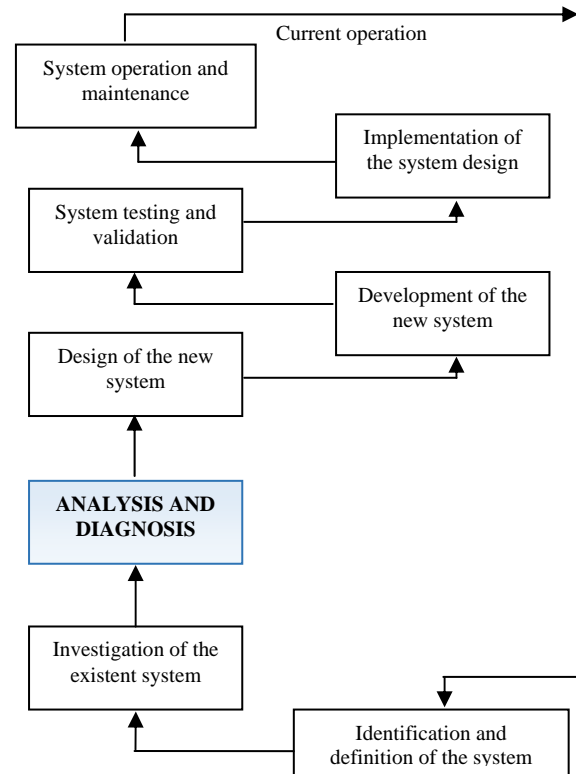 Current operation
System operation and
maintenance
Implementation of
the system design
System testing and
validation
Development of the
new system
Design of the new
system
ANALYSIS AND
DIAGNOSIS
Investigation of the
existent system
Identification and
definition of the system